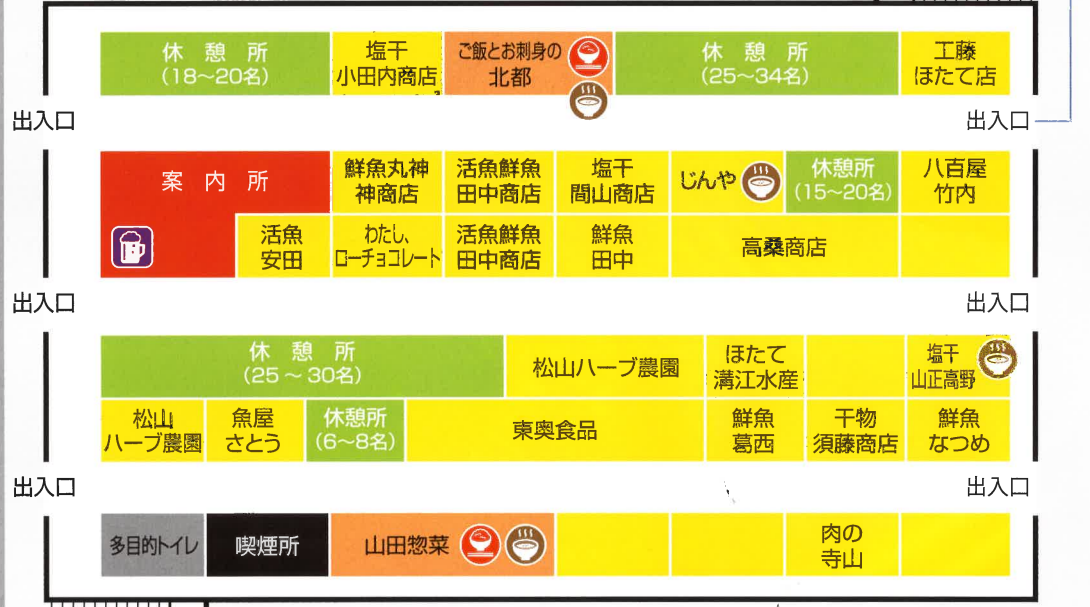 休憩所
(18〜20名)
塩干
小田内商店
ご飯とお刺身の
北都
休憩所
(25〜34名)
工藤
ほたて店
出入口
出入口
案内所
鮮魚丸神
神商店
活魚鮮魚
田中商店
塩干
間山商店
じんや
休憩所
(15〜20名)
八百屋
竹内
活魚
安田
わたし、
ローチョコレート
活魚鮮魚
田中商店
鮮魚
田中
高桑商店
出入口
出入口
休憩所
(25〜30名)
松山ハーブ農園
ほたて
溝江水産
塩干
山正高野
松山
ハーブ農園
魚屋
さとう
休憩所
(6〜8名)
東奥食品
鮮魚
葛西
干物
須藤商店
鮮魚
なつめ
出入口
出入口
多目的トイレ
喫煙所
山田惣菜
肉の
寺山